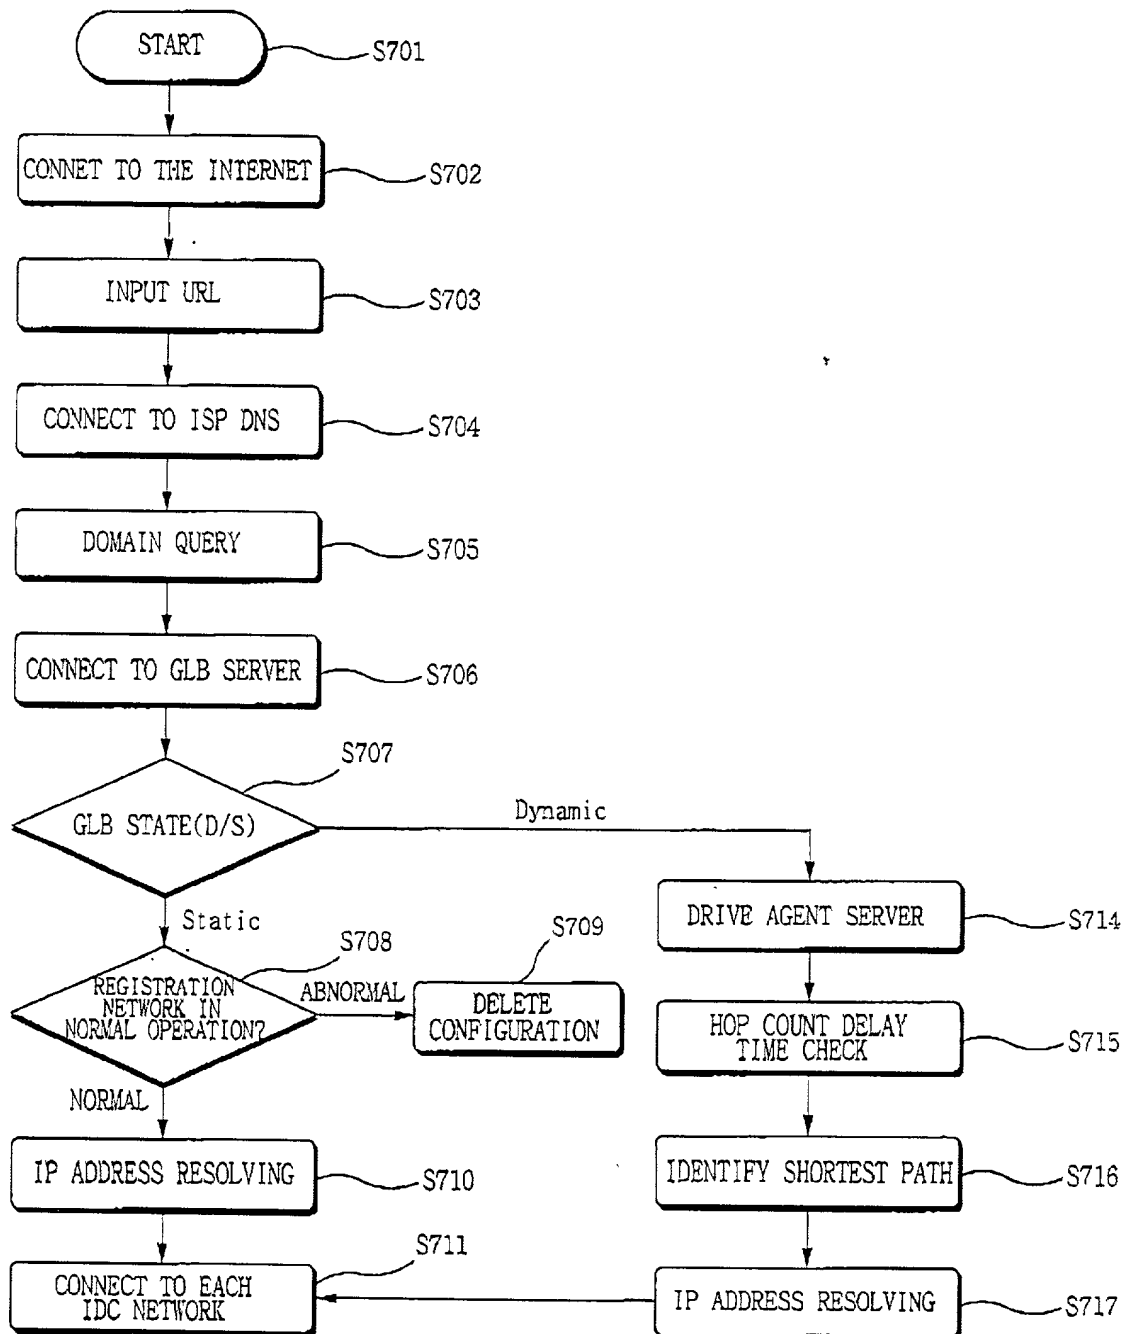 START
S701
CONNET TO THE INTERNET
S702
INPUT URL
S703
CONNECT TO ISP DNS
S704
DOMAIN QUERY
S705
CONNECT TO GLB SERVER
S706
S707
GLB STATE(D/S)
Dynamic
Static
DRIVE AGENT SERVER
S714
S708
REGISTRATION
NETWORK IN
NORMAL OPERATION?
ABNORMAL
S709
DELETE
CONFIGURATION
HOP COUNT DELAY
TIME CHECK
S715
NORMAL
IP ADDRESS RESOLVING
S710
IDENTIFY SHORTEST PATH
S716
S711
CONNECT TO EACH
IDC NETWORK
IP ADDRESS RESOLVING
S717